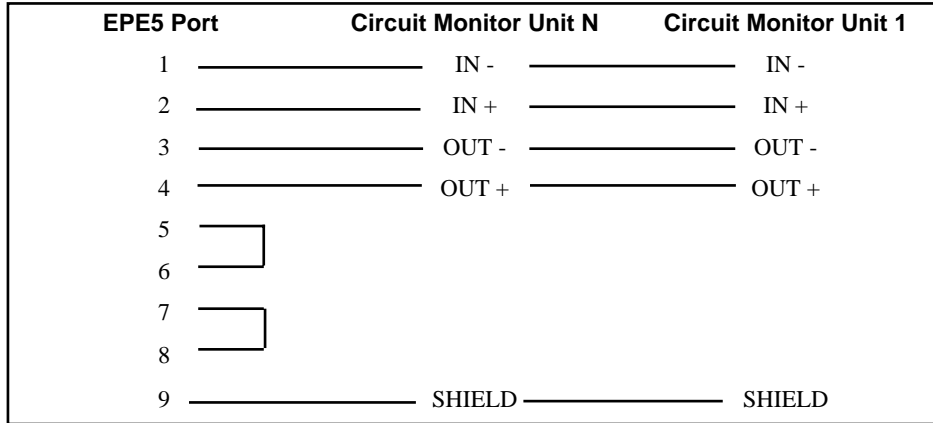 EPE5 Port Circuit Monitor Unit N Circuit Monitor Unit 1
1 IN - IN -
2 IN + IN +
3 OUT - OUT -
4 OUT + OUT +
5
6
7
8
9 SHIELD SHIELD